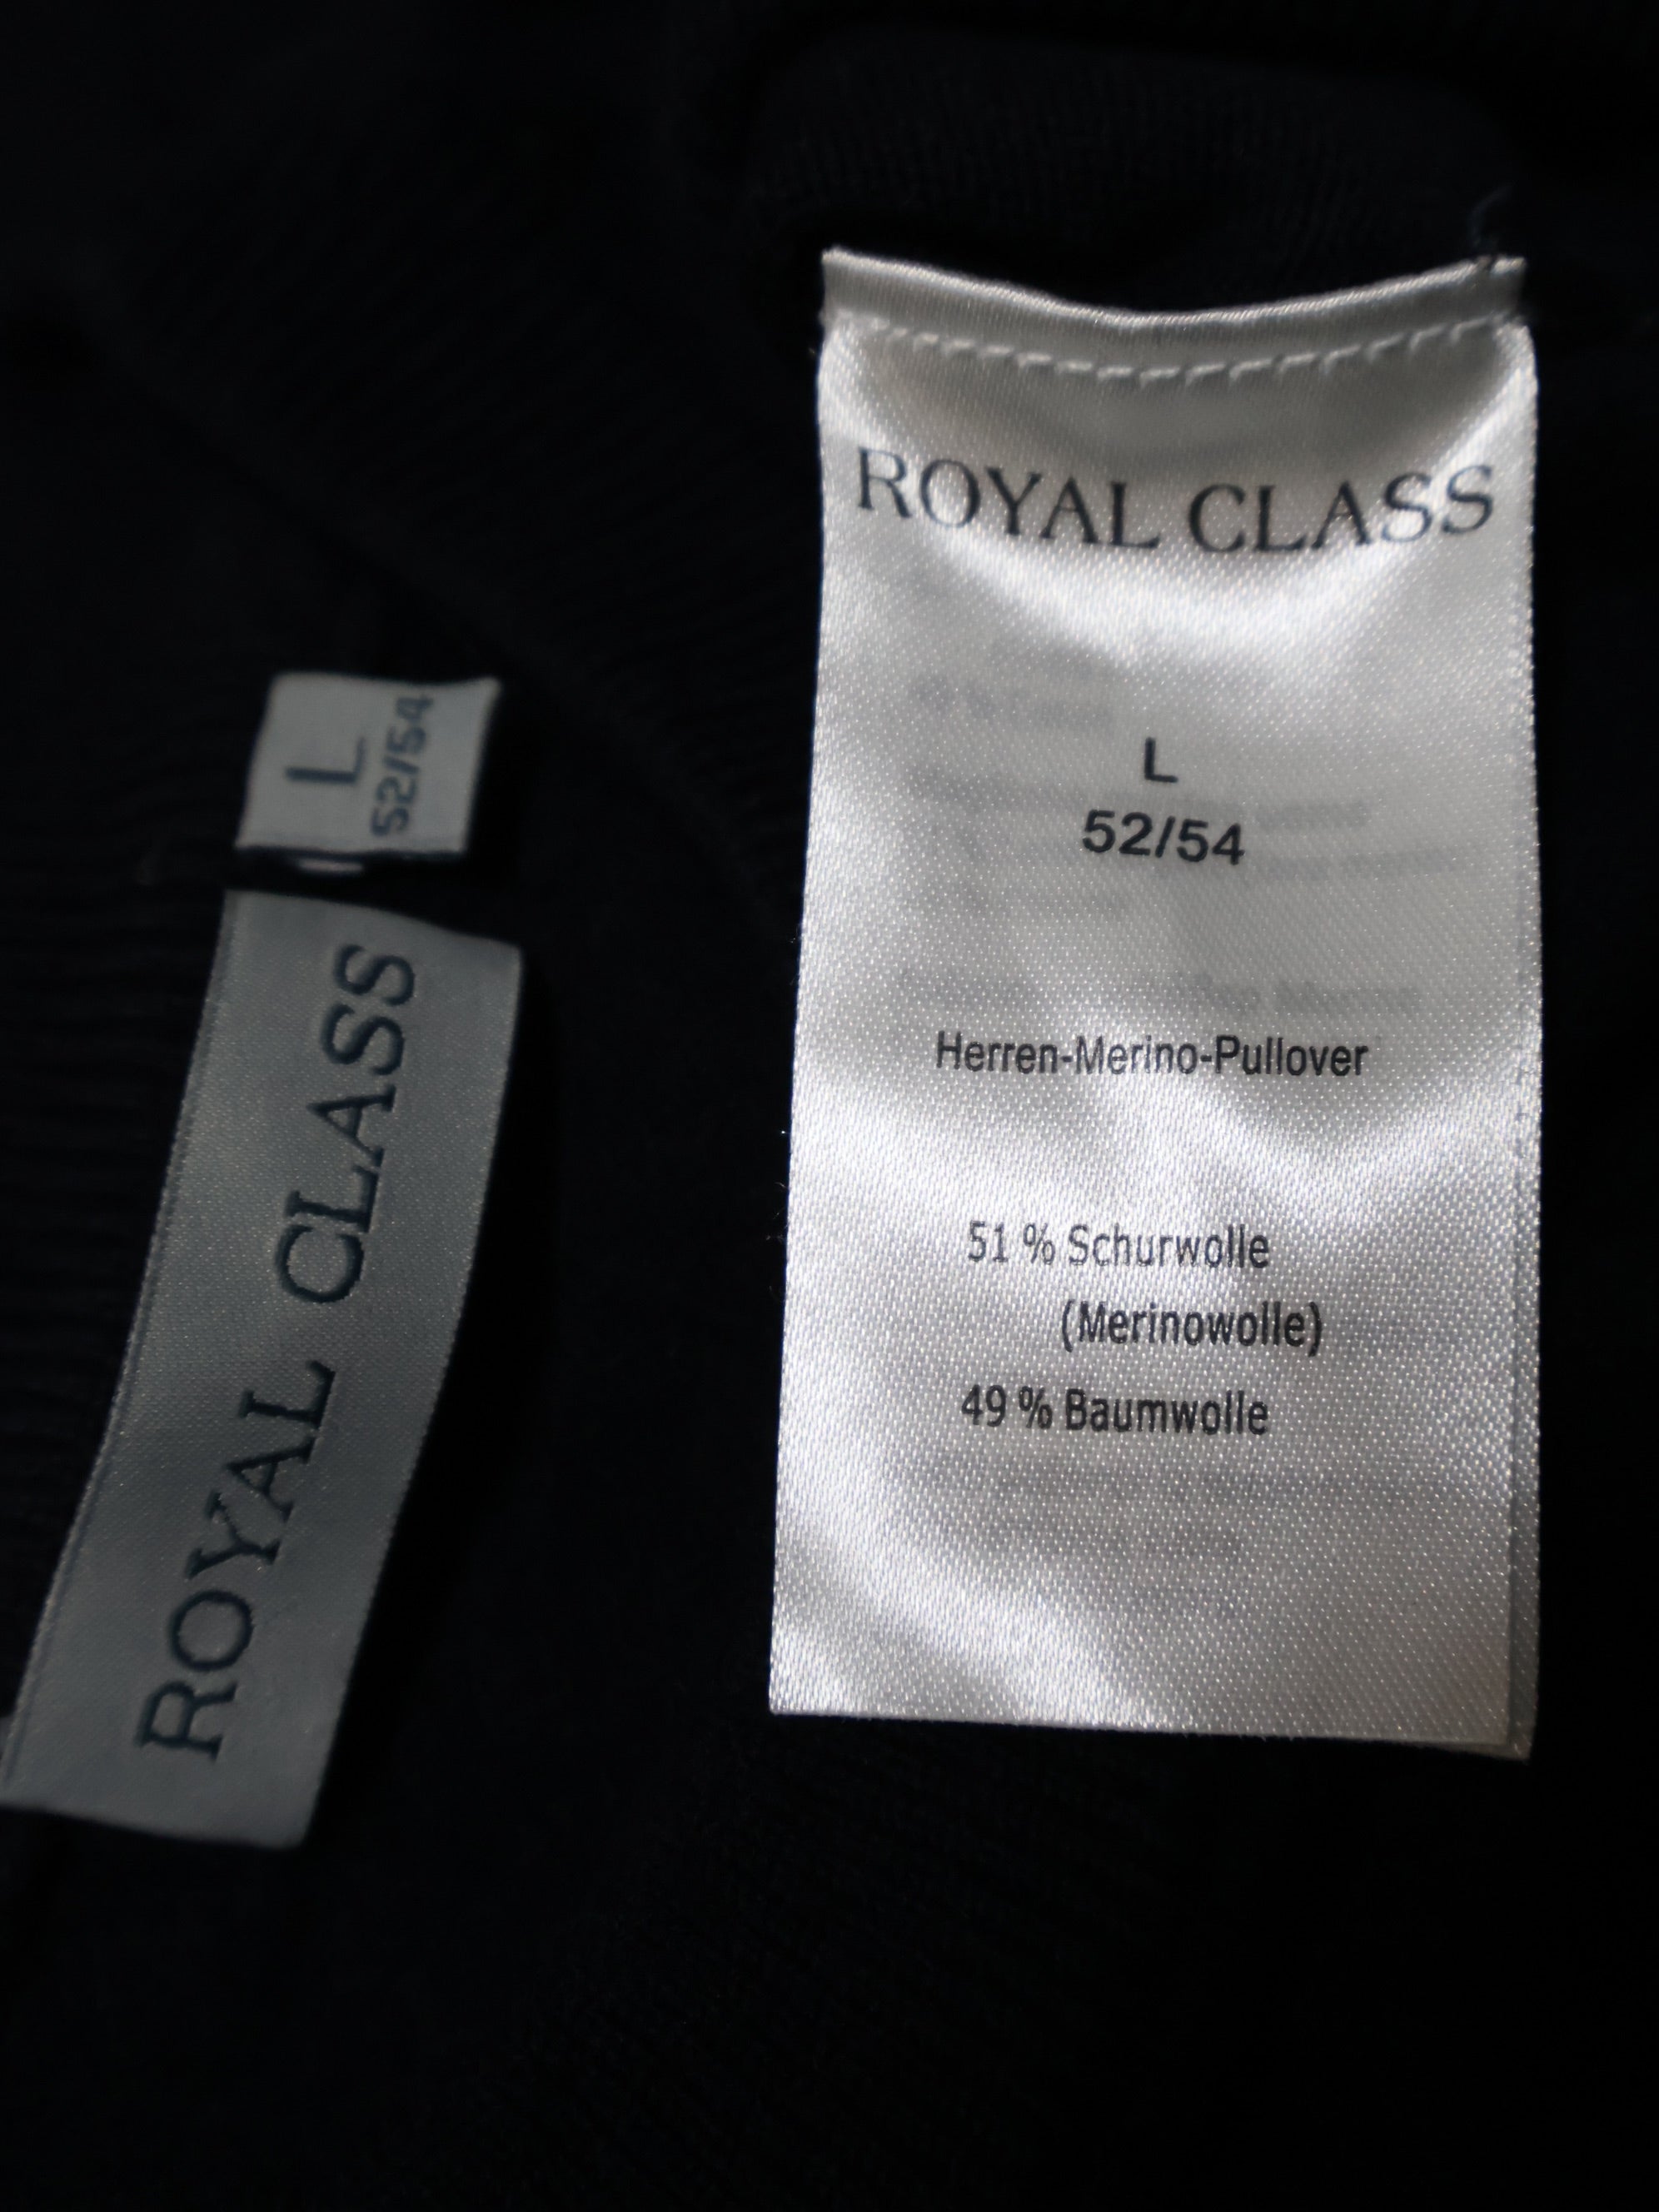 L
52/54
ROYAL CLASS
ROYAL CLASS
L
52/54
Herren-Merino-Pullover
51 % Schurwolle
(Merinowolle)
49 % Baumwolle